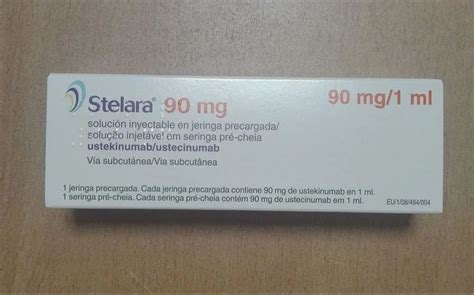 Stelara® 90 mg
90 mg/1 ml
solución inyectable en jeringa precargada/
solução injetável om seringa pré-cheia
ustekinumab/ustecinumab
Vía subcutánea/Via subcutânea
1 jeringa precargada. Cada jeringa precargada contiene 90 mg de ustekinumab en 1 ml.
1 seringa pré-cheia. Cada seringa pré-cheia contém 90 mg de ustecinumab em 1 ml.
EU/1/08/494/004